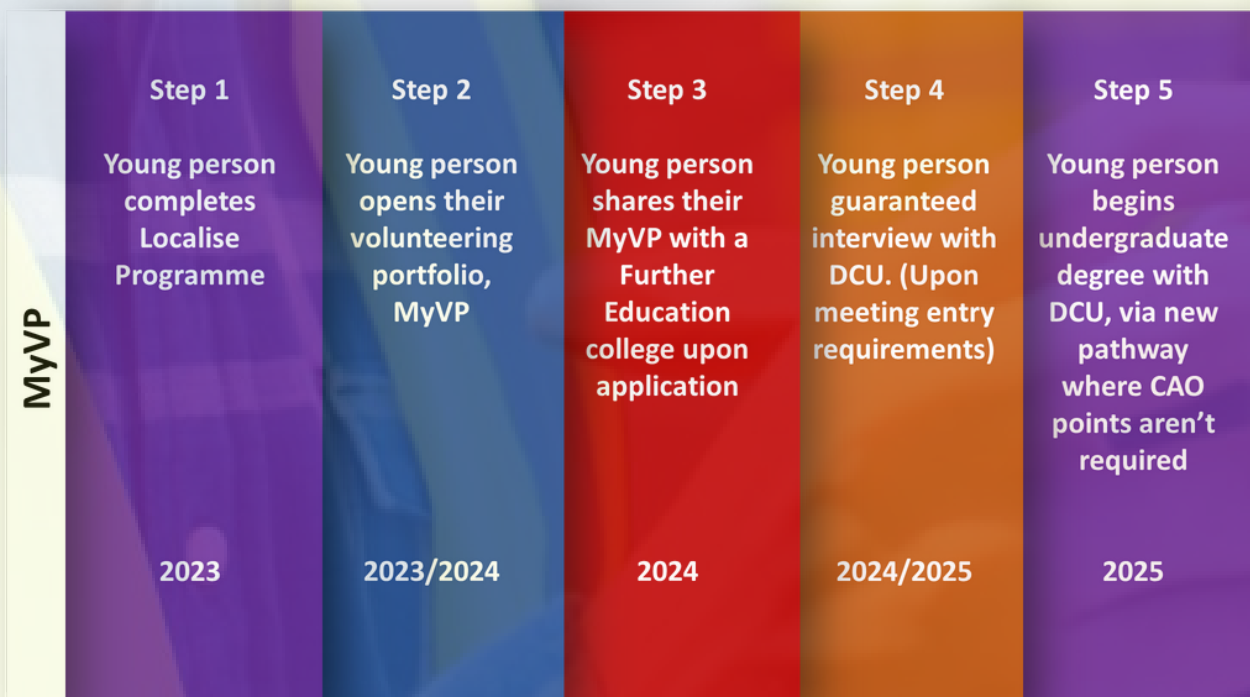 MyVP
Step 1
Young person
completes
Localise
Programme
2023
Step 2
Young person
opens their
volunteering
portfolio,
MyVP
2023/2024
Step 3
Young person
shares their
MyVP with a
Further
Education
college upon
application
2024
Step 4
Young person
guaranteed
interview with
DCU. (Upon
meeting entry
requirements)
2024/2025
Step 5
Young person
begins
undergraduate
degree with
DCU, via new
pathway
where CAO
points aren't
required
2025